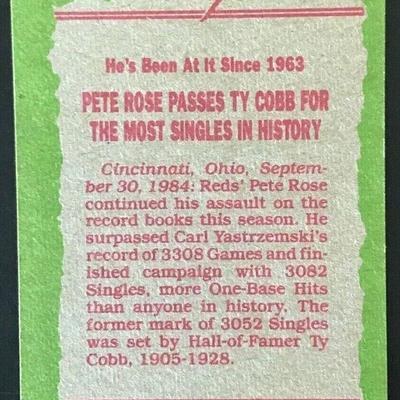 He's Been At It Since 1963
PETE ROSE PASSES TY COBB FOR
THE MOST SINGLES IN HISTORY
Cincinnati, Ohio, Septem-
ber 30, 1984: Reds' Pete Rose
continued his assault on the
record books this season. He
surpassed Carl Yastrzemski's
record of 3308 Games and fin-
ished campaign with 3082
Singles, more One-Base Hits
than anyone in history. The
former mark of 3052 Singles
was set by Hall-of-Famer Ty
Cobb, 1905-1928.